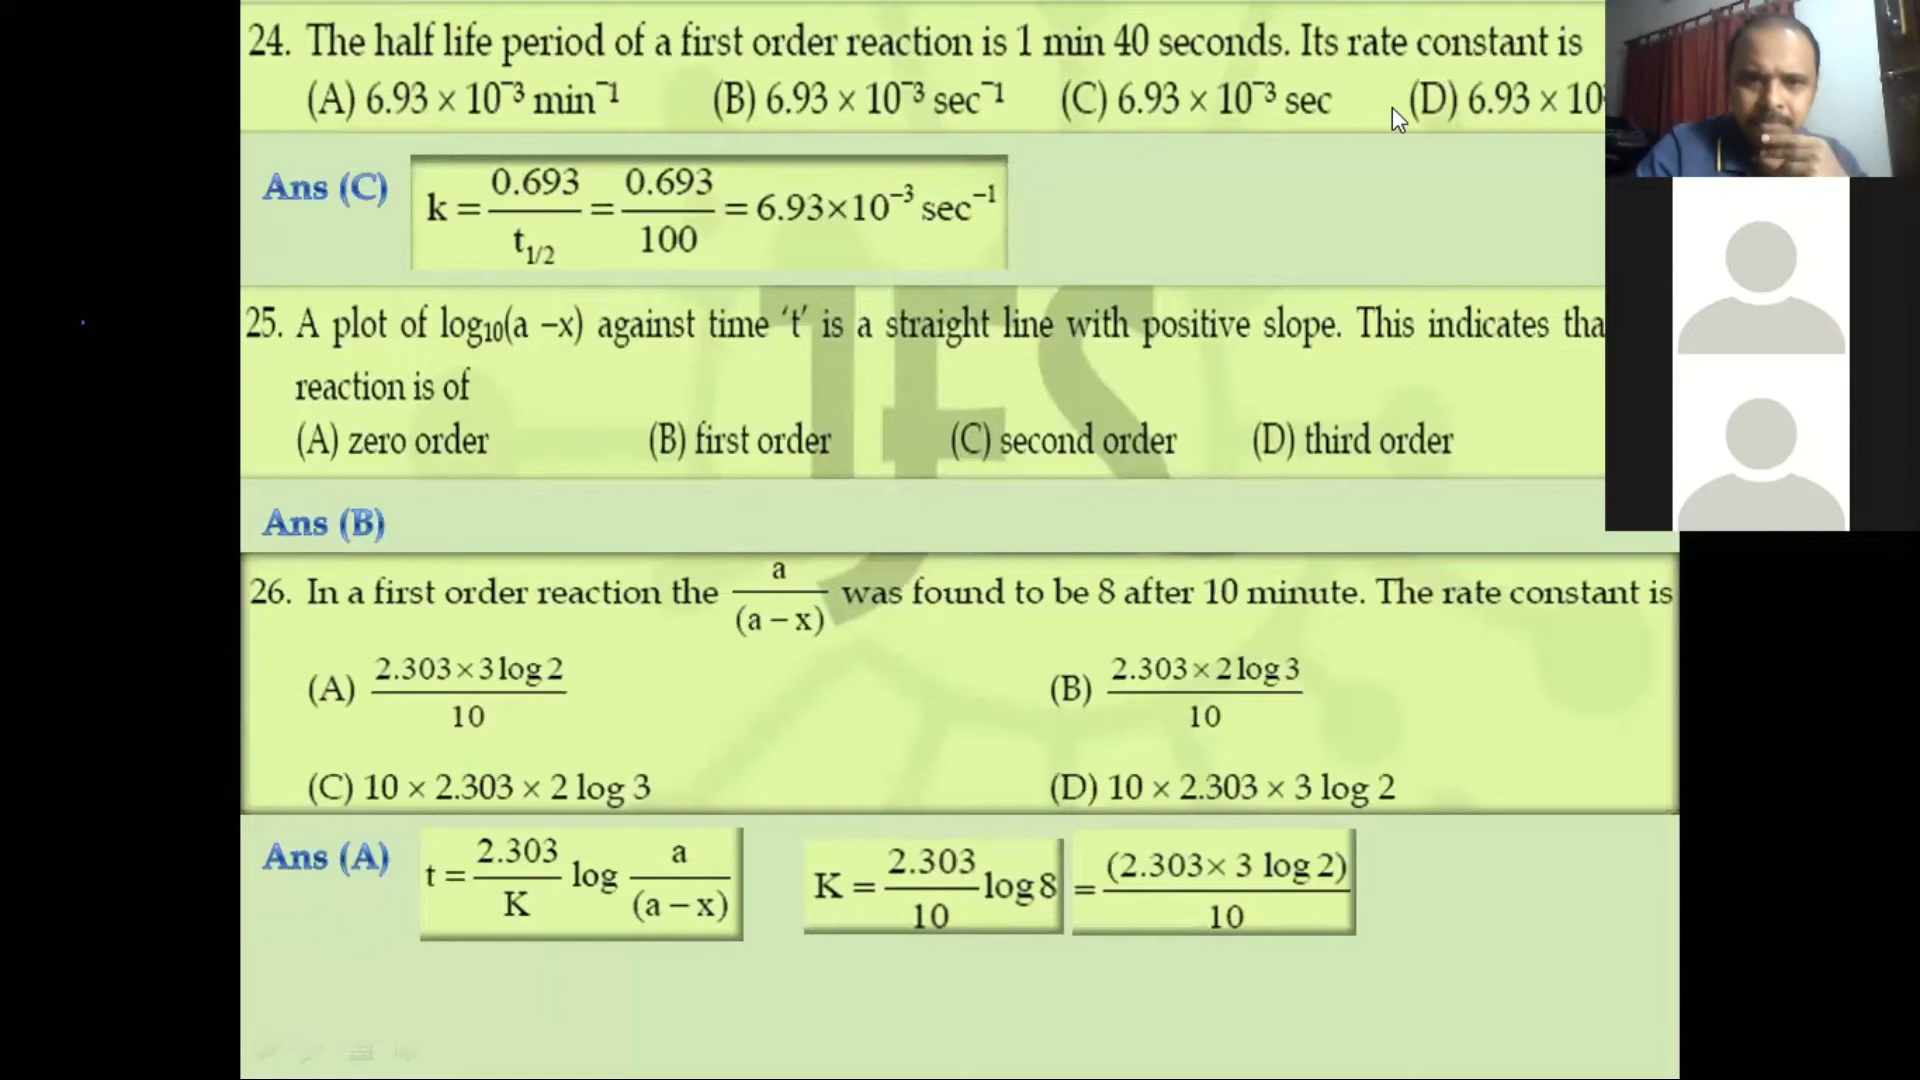 24. The half life period of a first order reaction is 1 min 40 seconds. Its rate constant is
(A) 6.93 × 10⁻³ min⁻¹ (B) 6.93 × 10⁻³ sec⁻¹ (C) 6.93 × 10⁻³ sec (D) 6.93 × 10
Ans (C) k = 0.693/t₁/₂ = 0.693/100 = 6.93×10⁻³ sec⁻¹
25. A plot of log₁₀(a –x) against time ‘t’ is a straight line with positive slope. This indicates tha
reaction is of
(A) zero order (B) first order (C) second order (D) third order
Ans (B)
26. In a first order reaction the a/(a – x) was found to be 8 after 10 minute. The rate constant is
(A) 2.303×3log2/10 (B) 2.303×2log3/10
(C) 10 × 2.303 × 2 log 3 (D) 10 × 2.303 × 3 log 2
Ans (A) t = 2.303/K log a/(a – x) K = 2.303/10 log8 = (2.303× 3 log2)/10